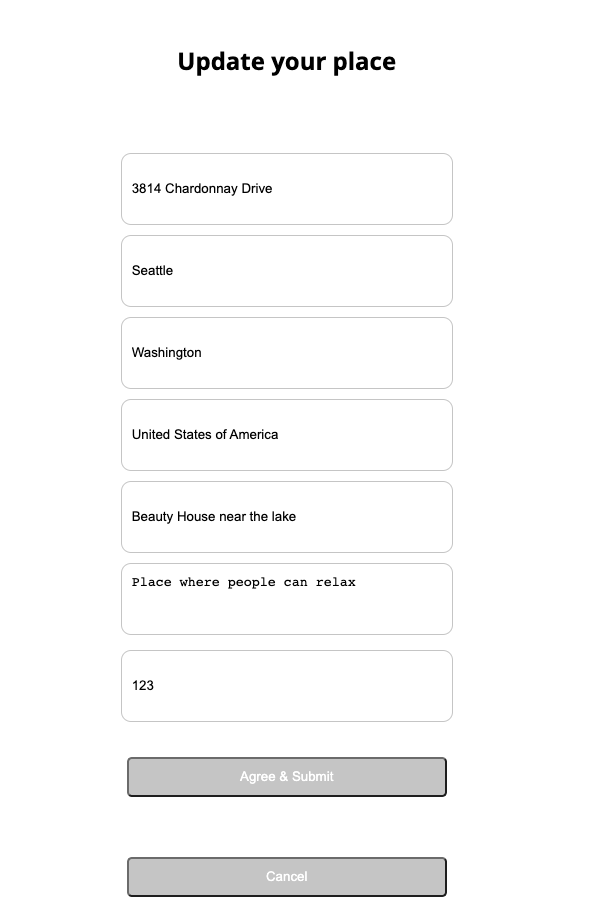 Update your place
3814 Chardonnay Drive
Seattle
Washington
United States of America
Beauty House near the lake
Place where people can relax
123
Agree & Submit
Cancel